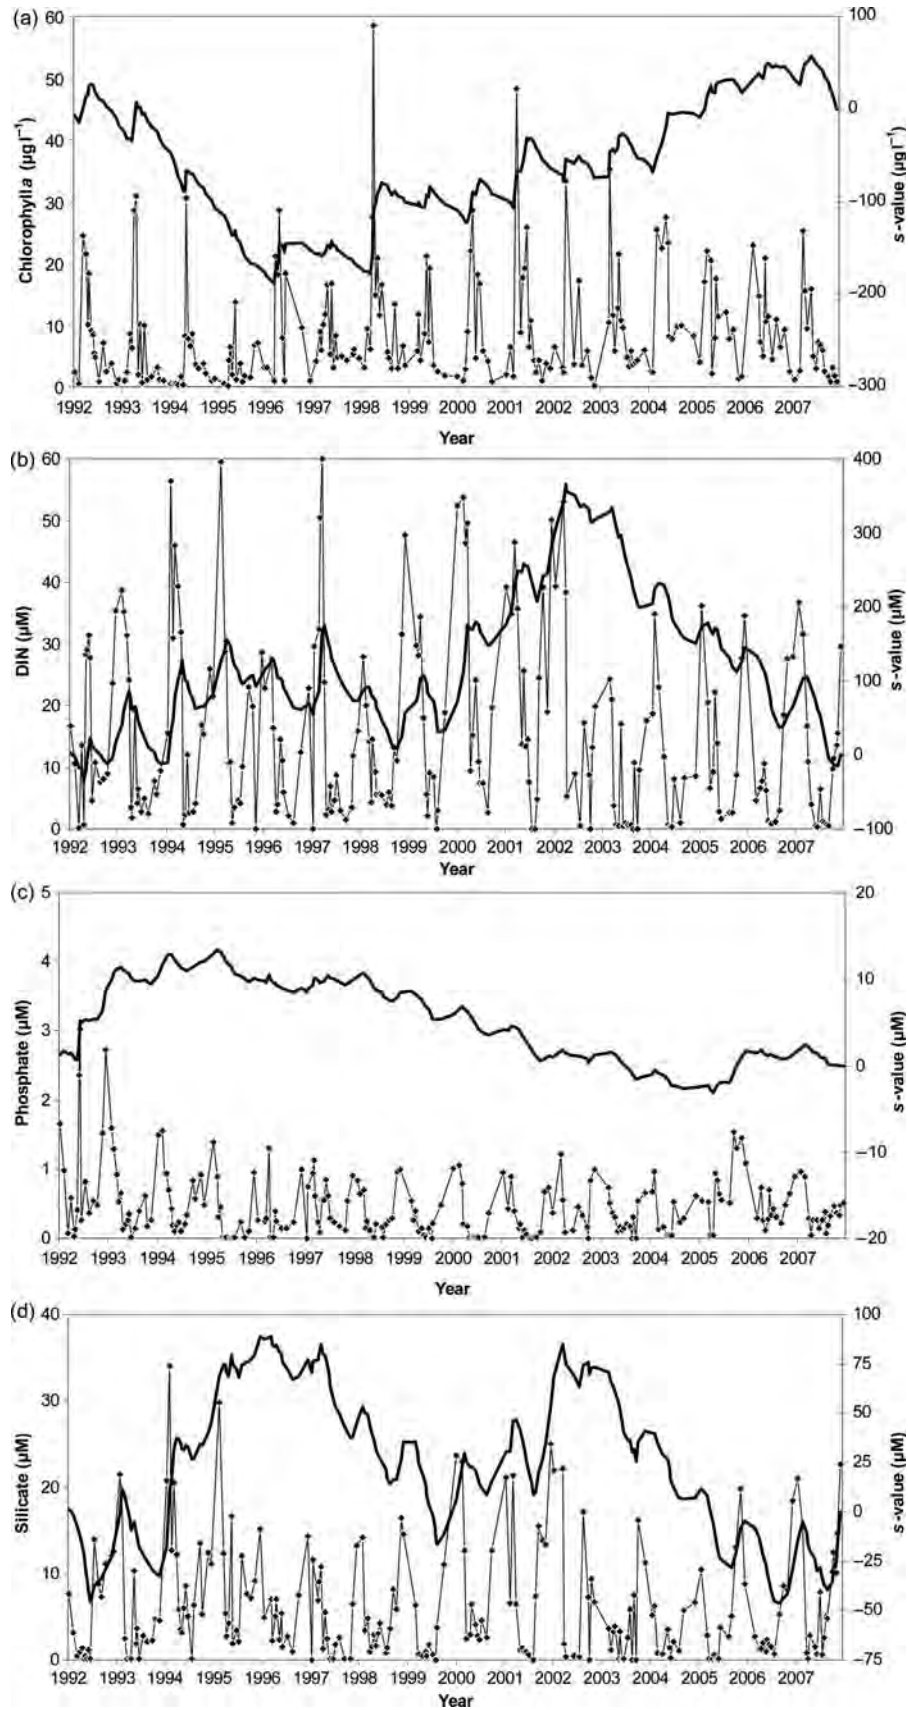 (a)
60
50
40
30
20
10
0
Chlorophyll a (µg l⁻¹)
100
0
−100
−200
−300
s-value (µg l⁻¹)
1992 1993 1994 1995 1996 1997 1998 1999 2000 2001 2002 2003 2004 2005 2006 2007
Year
(b)
60
50
40
30
20
10
0
DIN (µM)
400
300
200
100
0
−100
s-value (µM)
1992 1993 1994 1995 1996 1997 1998 1999 2000 2001 2002 2003 2004 2005 2006 2007
Year
(c)
5
4
3
2
1
0
Phosphate (µM)
20
10
0
−10
−20
s-value (µM)
1992 1993 1994 1995 1996 1997 1998 1999 2000 2001 2002 2003 2004 2005 2006 2007
Year
(d)
40
30
20
10
0
Silicate (µM)
100
75
50
25
0
−25
−50
−75
s-value (µM)
1992 1993 1994 1995 1996 1997 1998 1999 2000 2001 2002 2003 2004 2005 2006 2007
Year